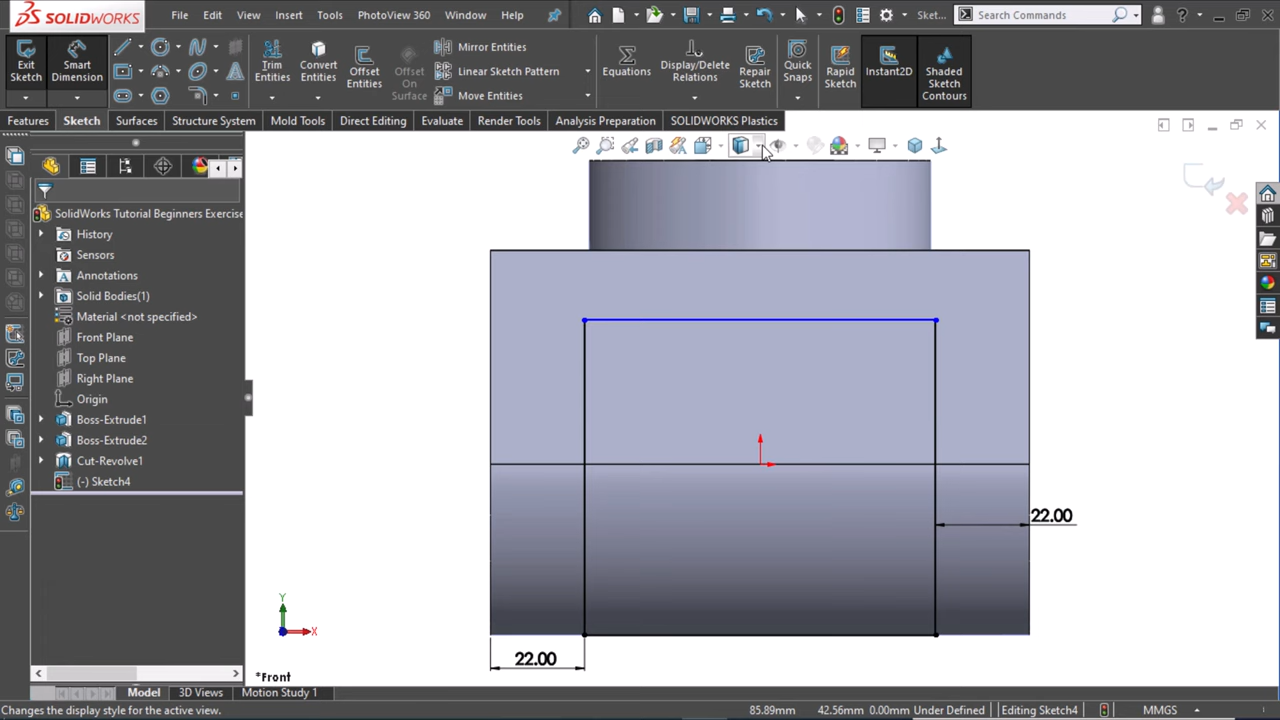 SOLIDWORKS File Edit View Insert Tools PhotoView 360 Window Help Sket... Search Commands
Exit Sketch
Smart Dimension
Trim Entities
Convert Entities
Offset Entities
Offset On Surface
Mirror Entities
Linear Sketch Pattern
Move Entities
Equations
Display/Delete Relations
Repair Sketch
Quick Snaps
Rapid Sketch
Instant2D
Shaded Sketch Contours
Features Sketch Surfaces Structure System Mold Tools Direct Editing Evaluate Render Tools Analysis Preparation SOLIDWORKS Plastics
SolidWorks Tutorial Beginners Exercise
History
Sensors
Annotations
Solid Bodies(1)
Material <not specified>
Front Plane
Top Plane
Right Plane
Origin
Boss-Extrude1
Boss-Extrude2
Cut-Revolve1
(-) Sketch4
22.00
22.00
Y
X
*Front
Model 3D Views Motion Study 1
Changes the display style for the active view. 85.89mm 42.56mm 0.00mm Under Defined Editing Sketch4 MMGS